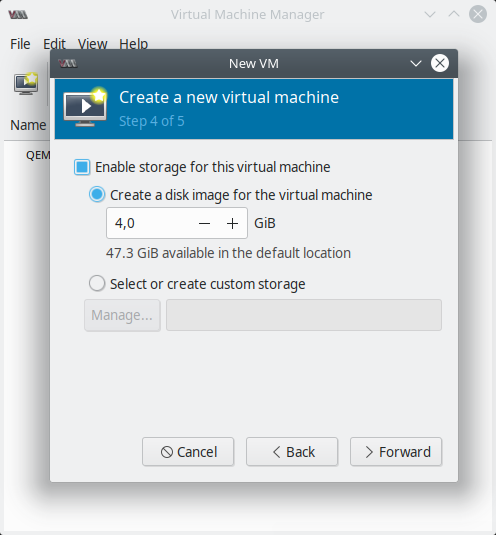 Virtual Machine Manager
File Edit View Help
New VM
Create a new virtual machine
Step 4 of 5
Name
QEM
Enable storage for this virtual machine
Create a disk image for the virtual machine
4,0 GiB
47.3 GiB available in the default location
Select or create custom storage
Manage...
Cancel Back Forward